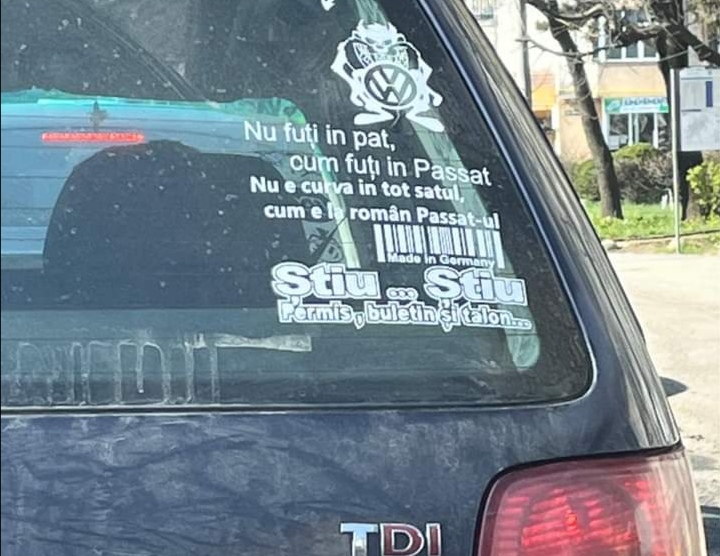 Nu futi in pat,
cum fuți in Passat
Nu e curva in tot satul,
cum e la român Passat-ul
Made in Germany
Știu ... Știu
Permis , buletin și talon...
TDI